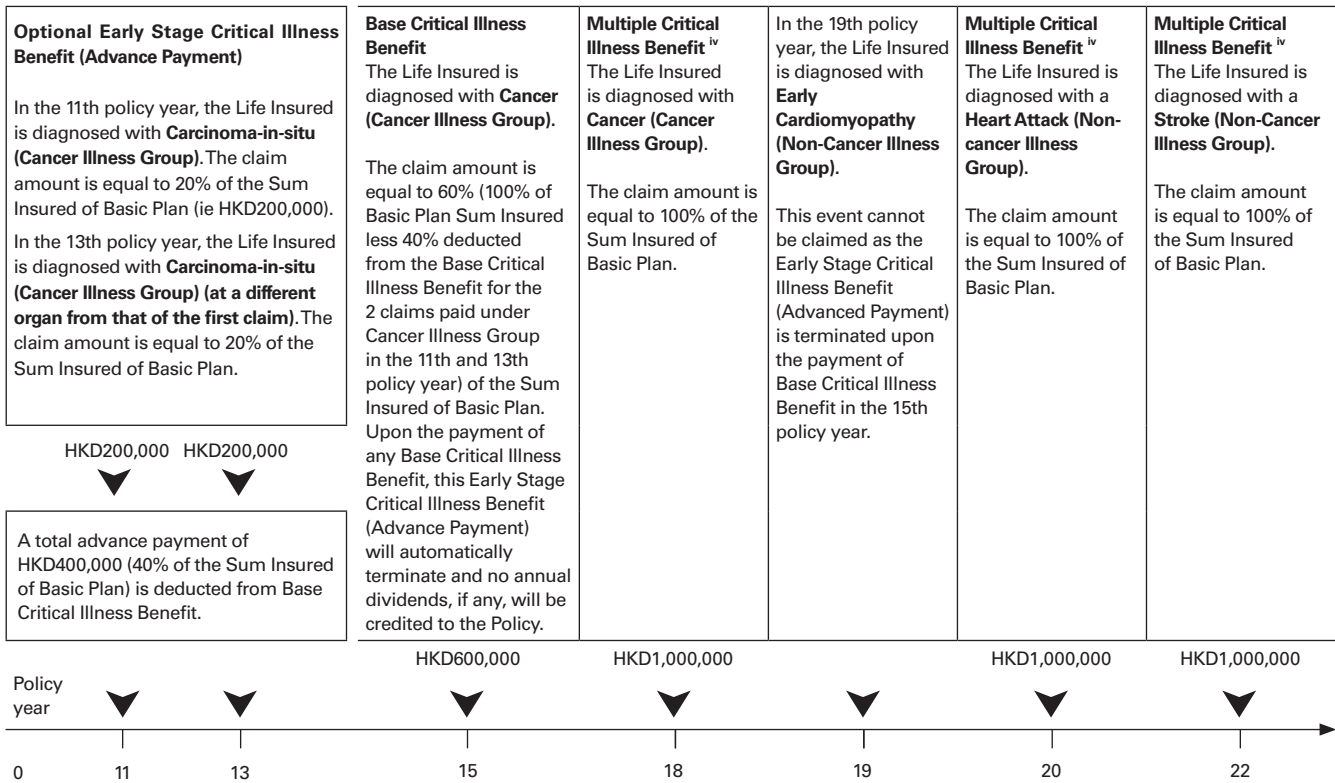 Optional Early Stage Critical Illness
Benefit (Advance Payment)
In the 11th policy year, the Life Insured
is diagnosed with Carcinoma-in-situ
(Cancer Illness Group). The claim
amount is equal to 20% of the Sum
Insured of Basic Plan (ie HKD200,000).
In the 13th policy year, the Life Insured
is diagnosed with Carcinoma-in-situ
(Cancer Illness Group) (at a different
organ from that of the first claim). The
claim amount is equal to 20% of the
Sum Insured of Basic Plan.
HKD200,000 HKD200,000
A total advance payment of
HKD400,000 (40% of the Sum Insured
of Basic Plan) is deducted from Base
Critical Illness Benefit.
Base Critical Illness
Benefit
The Life Insured is
diagnosed with Cancer
(Cancer Illness Group).
The claim amount is
equal to 60% (100% of
Basic Plan Sum Insured
less 40% deducted
from the Base Critical
Illness Benefit for the
2 claims paid under
Cancer Illness Group
in the 11th and 13th
policy year) of the Sum
Insured of Basic Plan.
Upon the payment of
any Base Critical Illness
Benefit, this Early Stage
Critical Illness Benefit
(Advance Payment)
will automatically
terminate and no annual
dividends, if any, will be
credited to the Policy.
HKD600,000
Multiple Critical
Illness Benefit iv
The Life Insured
is diagnosed with
Cancer (Cancer
Illness Group).
The claim amount is
equal to 100% of the
Sum Insured of
Basic Plan.
HKD1,000,000
In the 19th policy
year, the Life Insured
is diagnosed with
Early
Cardiomyopathy
(Non-Cancer Illness
Group).
This event cannot
be claimed as the
Early Stage Critical
Illness Benefit
(Advanced Payment)
is terminated upon
the payment of
Base Critical Illness
Benefit in the 15th
policy year.
Multiple Critical
Illness Benefit iv
The Life Insured is
diagnosed with a
Heart Attack (Non-
cancer Illness
Group).
The claim amount
is equal to 100% of
the Sum Insured of
Basic Plan.
HKD1,000,000
Multiple Critical
Illness Benefit iv
The Life Insured is
diagnosed with a
Stroke (Non-Cancer
Illness Group).
The claim amount
is equal to 100% of
the Sum Insured
of Basic Plan.
HKD1,000,000
Policy
year
0 11 13 15 18 19 20 22